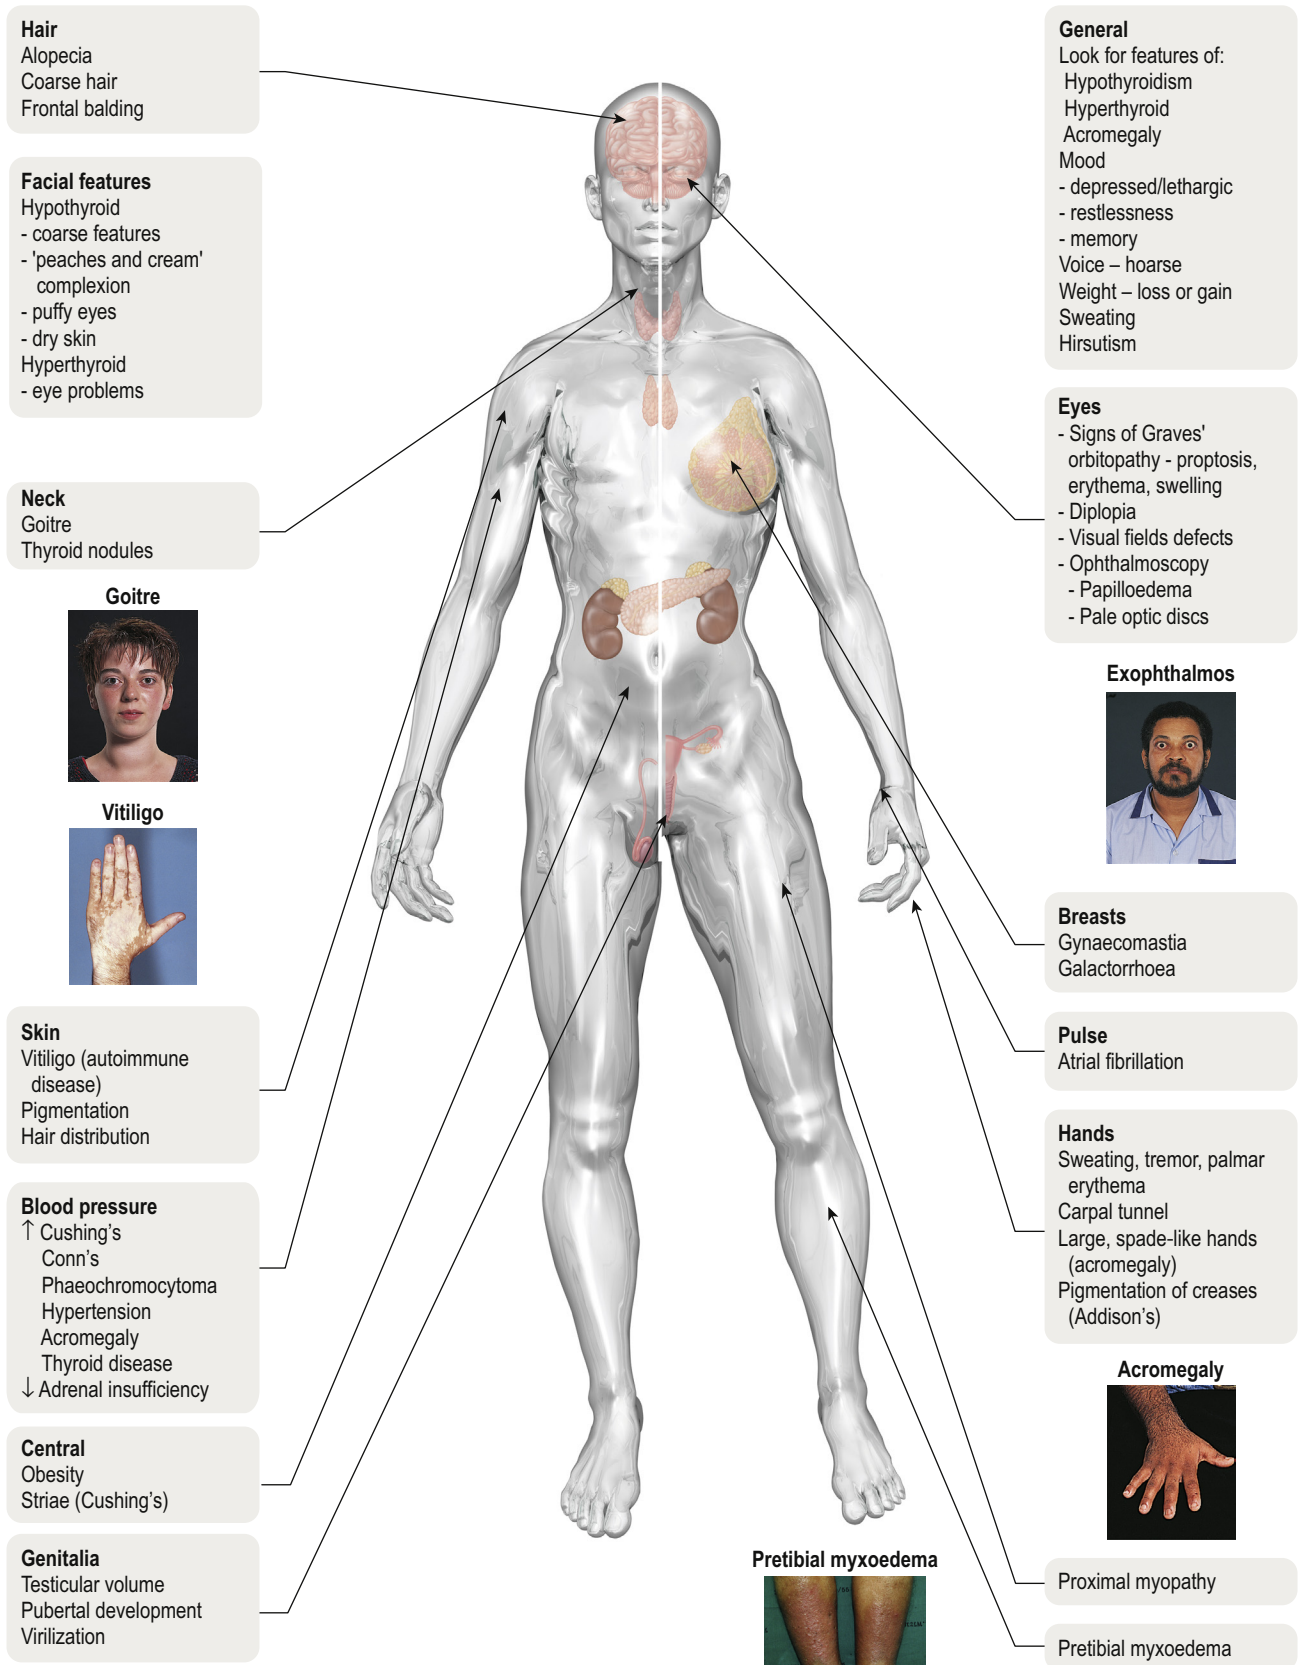 Hair
Alopecia
Coarse hair
Frontal balding
Facial features
Hypothyroid
- coarse features
- 'peaches and cream'
complexion
- puffy eyes
- dry skin
Hyperthyroid
- eye problems
Neck
Goitre
Thyroid nodules
Goitre
Vitiligo
Skin
Vitiligo (autoimmune
disease)
Pigmentation
Hair distribution
Blood pressure
↑ Cushing's
Conn's
Phaeochromocytoma
Hypertension
Acromegaly
Thyroid disease
↓ Adrenal insufficiency
Central
Obesity
Striae (Cushing's)
Genitalia
Testicular volume
Pubertal development
Virilization
General
Look for features of:
Hypothyroidism
Hyperthyroid
Acromegaly
Mood
- depressed/lethargic
- restlessness
- memory
Voice – hoarse
Weight – loss or gain
Sweating
Hirsutism
Eyes
- Signs of Graves'
orbitopathy - proptosis,
erythema, swelling
- Diplopia
- Visual fields defects
- Ophthalmoscopy
- Papilloedema
- Pale optic discs
Exophthalmos
Breasts
Gynaecomastia
Galactorrhoea
Pulse
Atrial fibrillation
Hands
Sweating, tremor, palmar
erythema
Carpal tunnel
Large, spade-like hands
(acromegaly)
Pigmentation of creases
(Addison's)
Acromegaly
Proximal myopathy
Pretibial myxoedema
Pretibial myxoedema